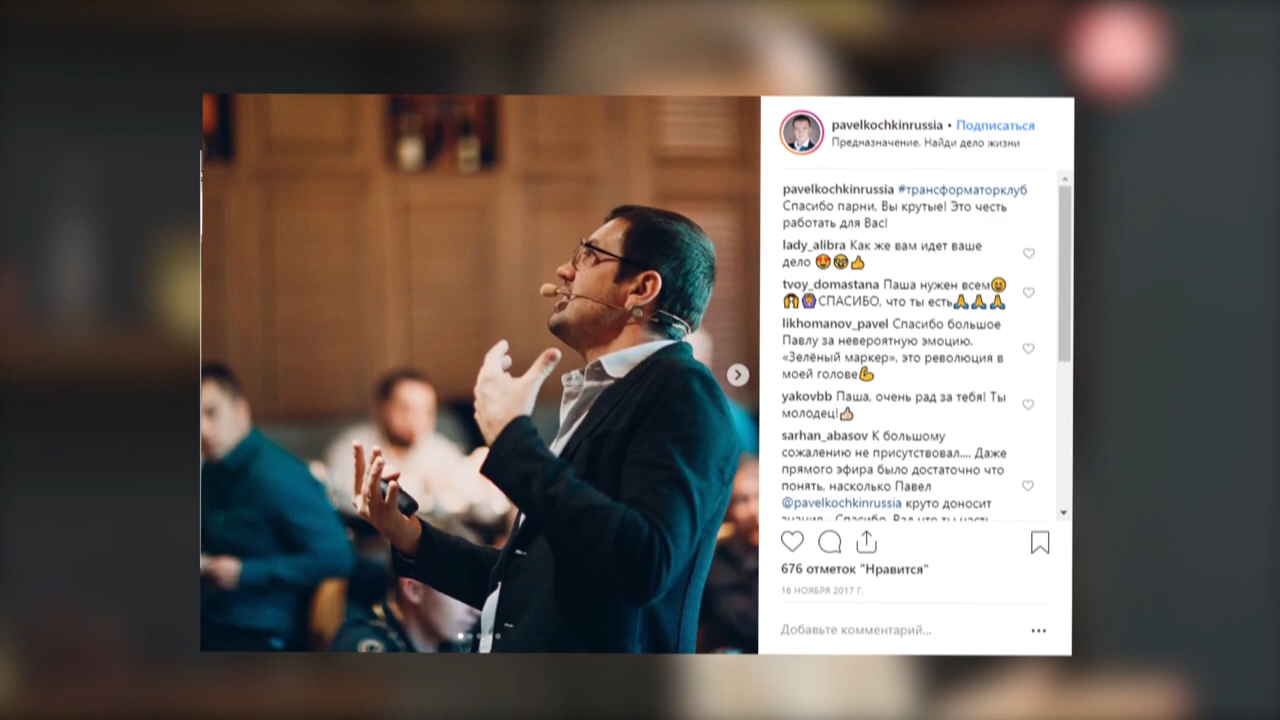 pavelkochkinrussia • Подписаться
Предназначение. Найди дело жизни
pavelkochkinrussia #трансформаторклуб
Спасибо парни, Вы крутые! Это честь
работать для Вас!
lady_alibra Как же вам идет ваше
дело 😍🤓👍
tvoy_domastana Паша нужен всем😆
🙌🙆СПАСИБО, что ты есть🙏🙏🙏
likhomanov_pavel Спасибо большое
Павлу за невероятную эмоцию.
«Зелёный маркер», это революция в
моей голове💪
yakovbb Паша, очень рад за тебя! Ты
молодец!👍🏻
sarhan_abasov К большому
сожалению не присутствовал.... Даже
прямого эфира было достаточно что
понять, насколько Павел
@pavelkochkinrussia круто доносит
676 отметок "Нравится"
16 НОЯБРЯ 2017 Г.
Добавьте комментарий...